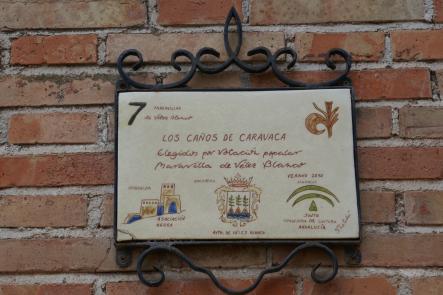 7 MARAVILLAS
de Vélez Blanco
LOS CAÑOS DE CARAVACA
Elegidos por Votación popular
Maravilla de Vélez Blanco
VERANO 2010
ASOCIACIÓN
AYTO. DE VÉLEZ BLANCO
JUNTA
CONSEJERÍA DE CULTURA
ANDALUCÍA